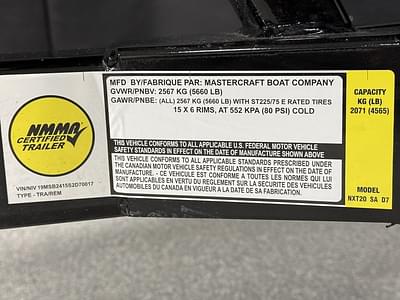 NMMA
CERTIFIED
TRAILER
VIN/NIV 19MSB2415S2D70017
TYPE - TRA/REM
MFD BY/FABRIQUE PAR: MASTERCRAFT BOAT COMPANY
GVWR/PNBV: 2567 KG (5660 LB)
GAWR/PNBE: (ALL) 2567 KG (5660 LB) WITH ST225/75 E RATED TIRES
15 X 6 RIMS, AT 552 KPA (80 PSI) COLD
THIS VEHICLE CONFORMS TO ALL APPLICABLE U.S. FEDERAL MOTOR VEHICLE
SAFETY STANDARDS IN EFFECT ON THE DATE OF MANUFACTURE SHOWN ABOVE
THIS VEHICLE CONFORMS TO ALL APPLICABLE STANDARDS PRESCRIBED UNDER
THE CANADIAN MOTOR VEHICLE SAFETY REGULATIONS IN EFFECT ON THE DATE OF
MANUFACTURE. - CE VEHICULE EST CONFORME A TOUTES LES NORMES QUI LUI
SONT APPLICABLES EN VERTU DU REGLEMENT SUR LA SECURITE DES VEHICULES
AUTOMOBILES DU CANADA EN VIGUEUR A LA DATE DE SA FABRICATION
CAPACITY
KG (LB)
2071 (4565)
MODEL
NXT20 SA D7